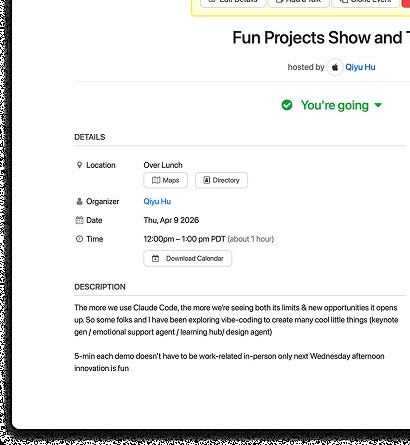 Edit Details Add a Talk Clone Event
Fun Projects Show and T
hosted by Qiyu Hu
You're going
DETAILS
Location Over Lunch
Maps Directory
Organizer Qiyu Hu
Date Thu, Apr 9 2026
Time 12:00pm – 1:00 pm PDT (about 1 hour)
Download Calendar
DESCRIPTION
The more we use Claude Code, the more we're seeing both its limits & new opportunities it opens
up. So some folks and I have been exploring vibe-coding to create many cool little things (keynote
gen / emotional support agent / learning hub/ design agent)
5-min each demo doesn't have to be work-related in-person only next Wednesday afternoon
innovation is fun